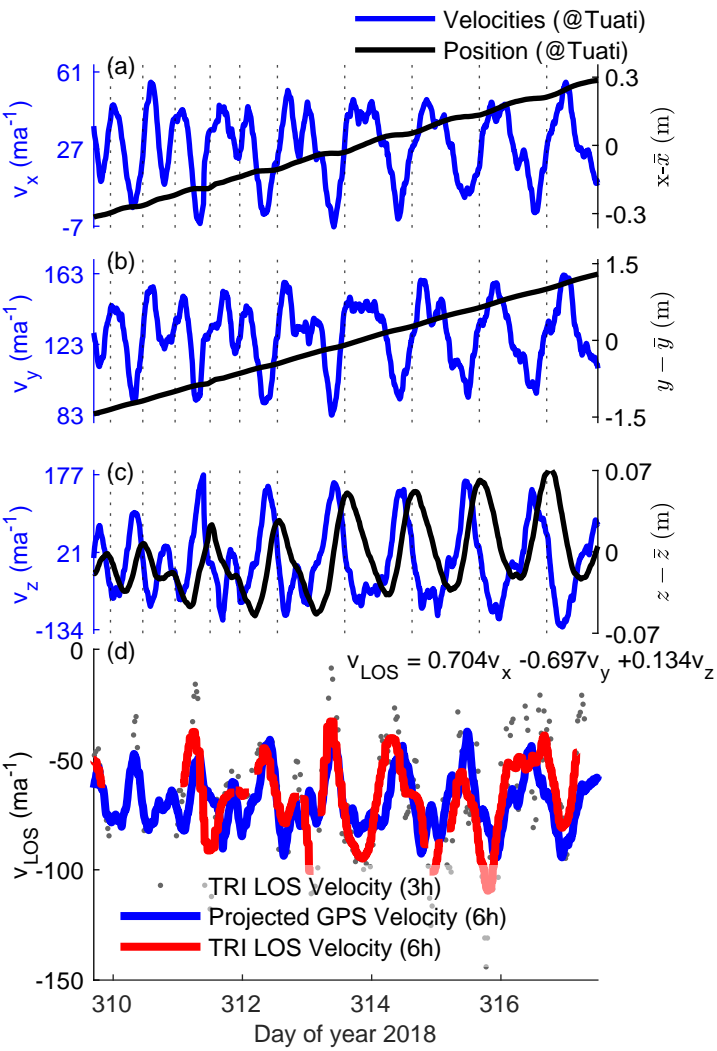 Velocities (@Tuati)
Position (@Tuati)
(a)
61
27
-7
v_x (ma⁻¹)
0.3
0
-0.3
x-x̄ (m)
(b)
163
123
83
v_y (ma⁻¹)
1.5
0
-1.5
y − ȳ (m)
(c)
177
21
-134
v_z (ma⁻¹)
0.07
0
-0.07
z − z̄ (m)
(d)
v_LOS = 0.704v_x -0.697v_y +0.134v_z
0
-50
-100
-150
v_LOS (ma⁻¹)
TRI LOS Velocity (3h)
Projected GPS Velocity (6h)
TRI LOS Velocity (6h)
310 312 314 316
Day of year 2018